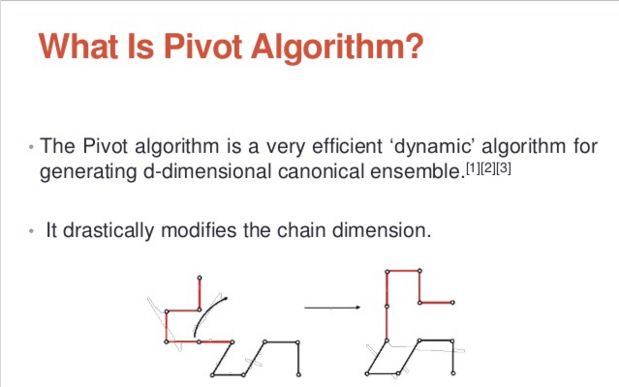 What Is Pivot Algorithm?
• The Pivot algorithm is a very efficient ‘dynamic’ algorithm for
generating d-dimensional canonical ensemble.[1][2][3]
• It drastically modifies the chain dimension.